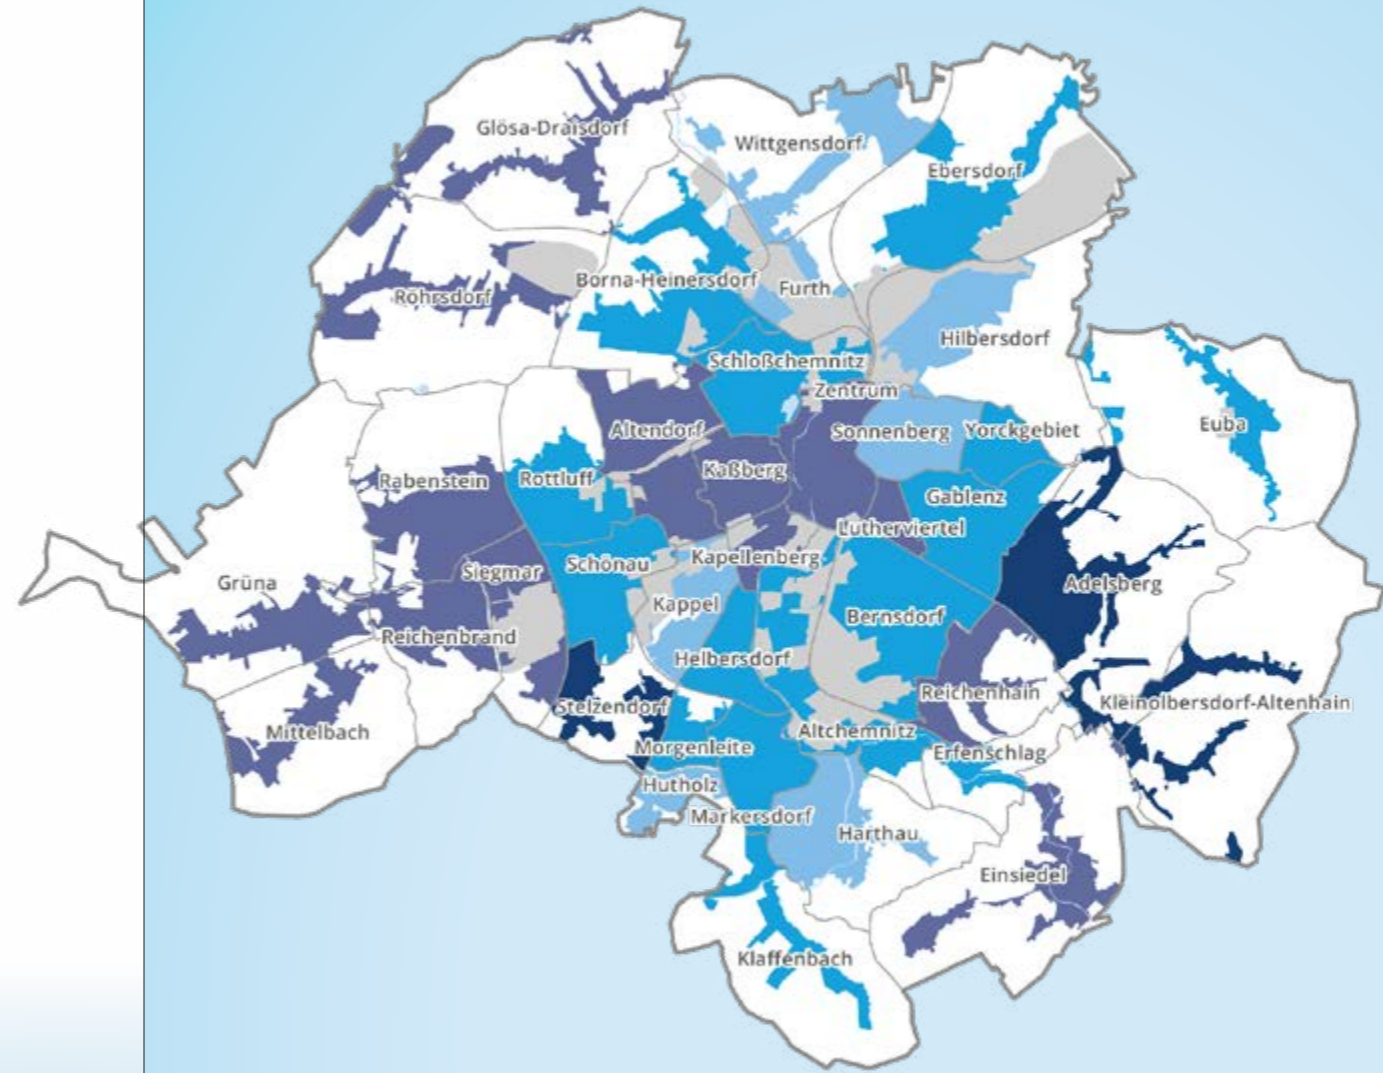 Glösa-Draisdorf
Wittgensdorf
Ebersdorf
Borna-Heinersdorf
Furth
Röhrsdorf
Hilbersdorf
Schloßchemnitz
Zentrum
Altendorf
Sonnenberg
Yorckgebiet
Euba
Kaßberg
Rabenstein
Rottluff
Gablenz
Lutherviertel
Kapellenberg
Schönau
Siegmar
Grüna
Adelsberg
Kappel
Bernsdorf
Reichenbrand
Helbersdorf
Reichenhain
Kleinolbersdorf-Altenhain
Stelzendorf
Mittelbach
Altchemnitz
Morgenleite
Erfenschlag
Hutholz
Markersdorf
Harthau
Einsiedel
Klaffenbach